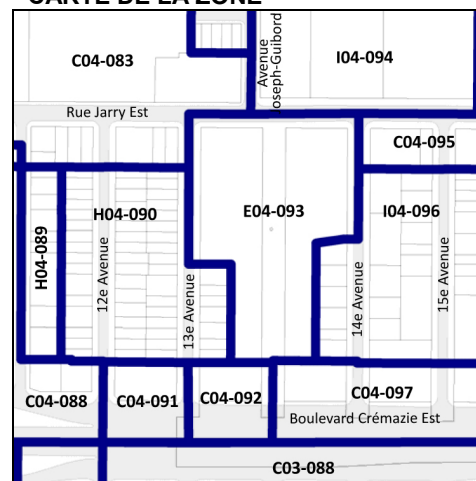 CARTE DE LA ZONE
C04-083
Avenue
Joseph-Guibord
I04-094
Rue Jarry Est
C04-095
H04-089
H04-090
12e Avenue
13e Avenue
E04-093
14e Avenue
I04-096
15e Avenue
C04-088
C04-091
C04-092
C04-097
Boulevard Crémazie Est
C03-088